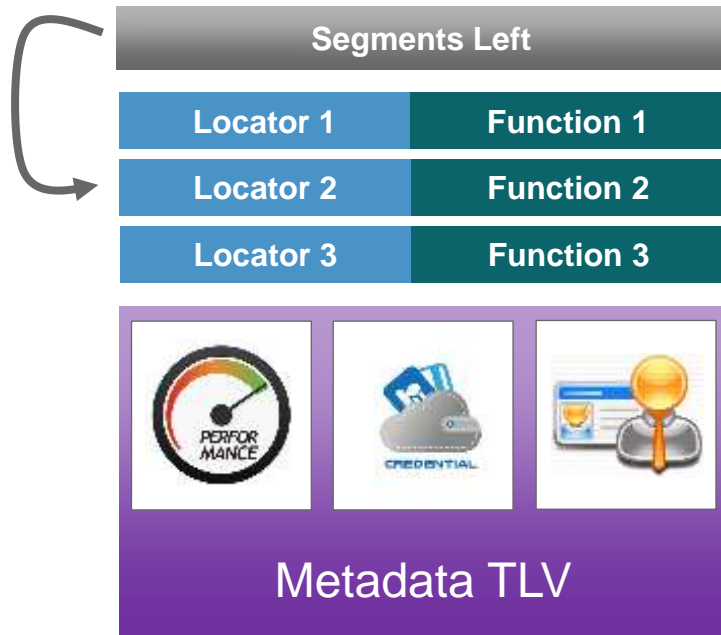 Segments Left
Locator 1 Function 1
Locator 2 Function 2
Locator 3 Function 3
PERFOR
MANCE
CREDENTIAL
Metadata TLV